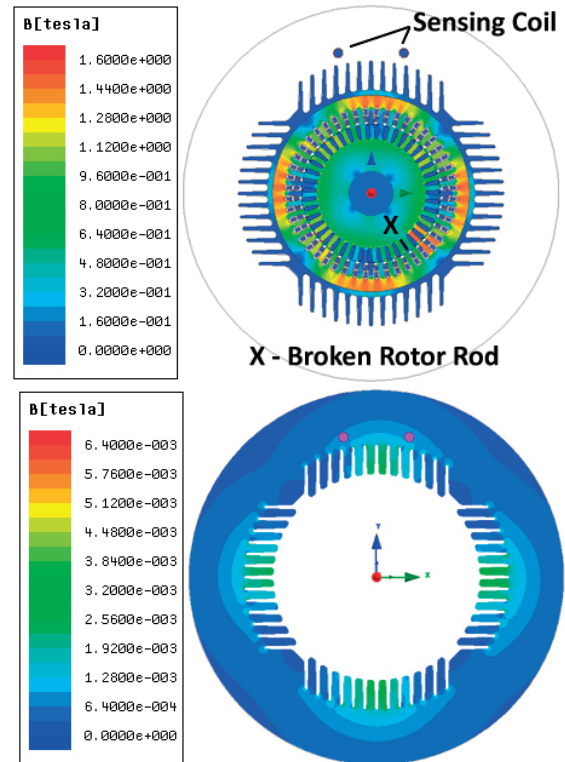 B[tesla]
Sensing Coil
1.6000e+000
1.4400e+000
1.2800e+000
1.1200e+000
9.6000e-001
8.0000e-001
6.4000e-001
4.8000e-001
3.2000e-001
1.6000e-001
0.0000e+000
X
X - Broken Rotor Rod
B[tesla]
6.4000e-003
5.7600e-003
5.1200e-003
4.4800e-003
3.8400e-003
3.2000e-003
2.5600e-003
1.9200e-003
1.2800e-003
6.4000e-004
0.0000e+000
Y
X